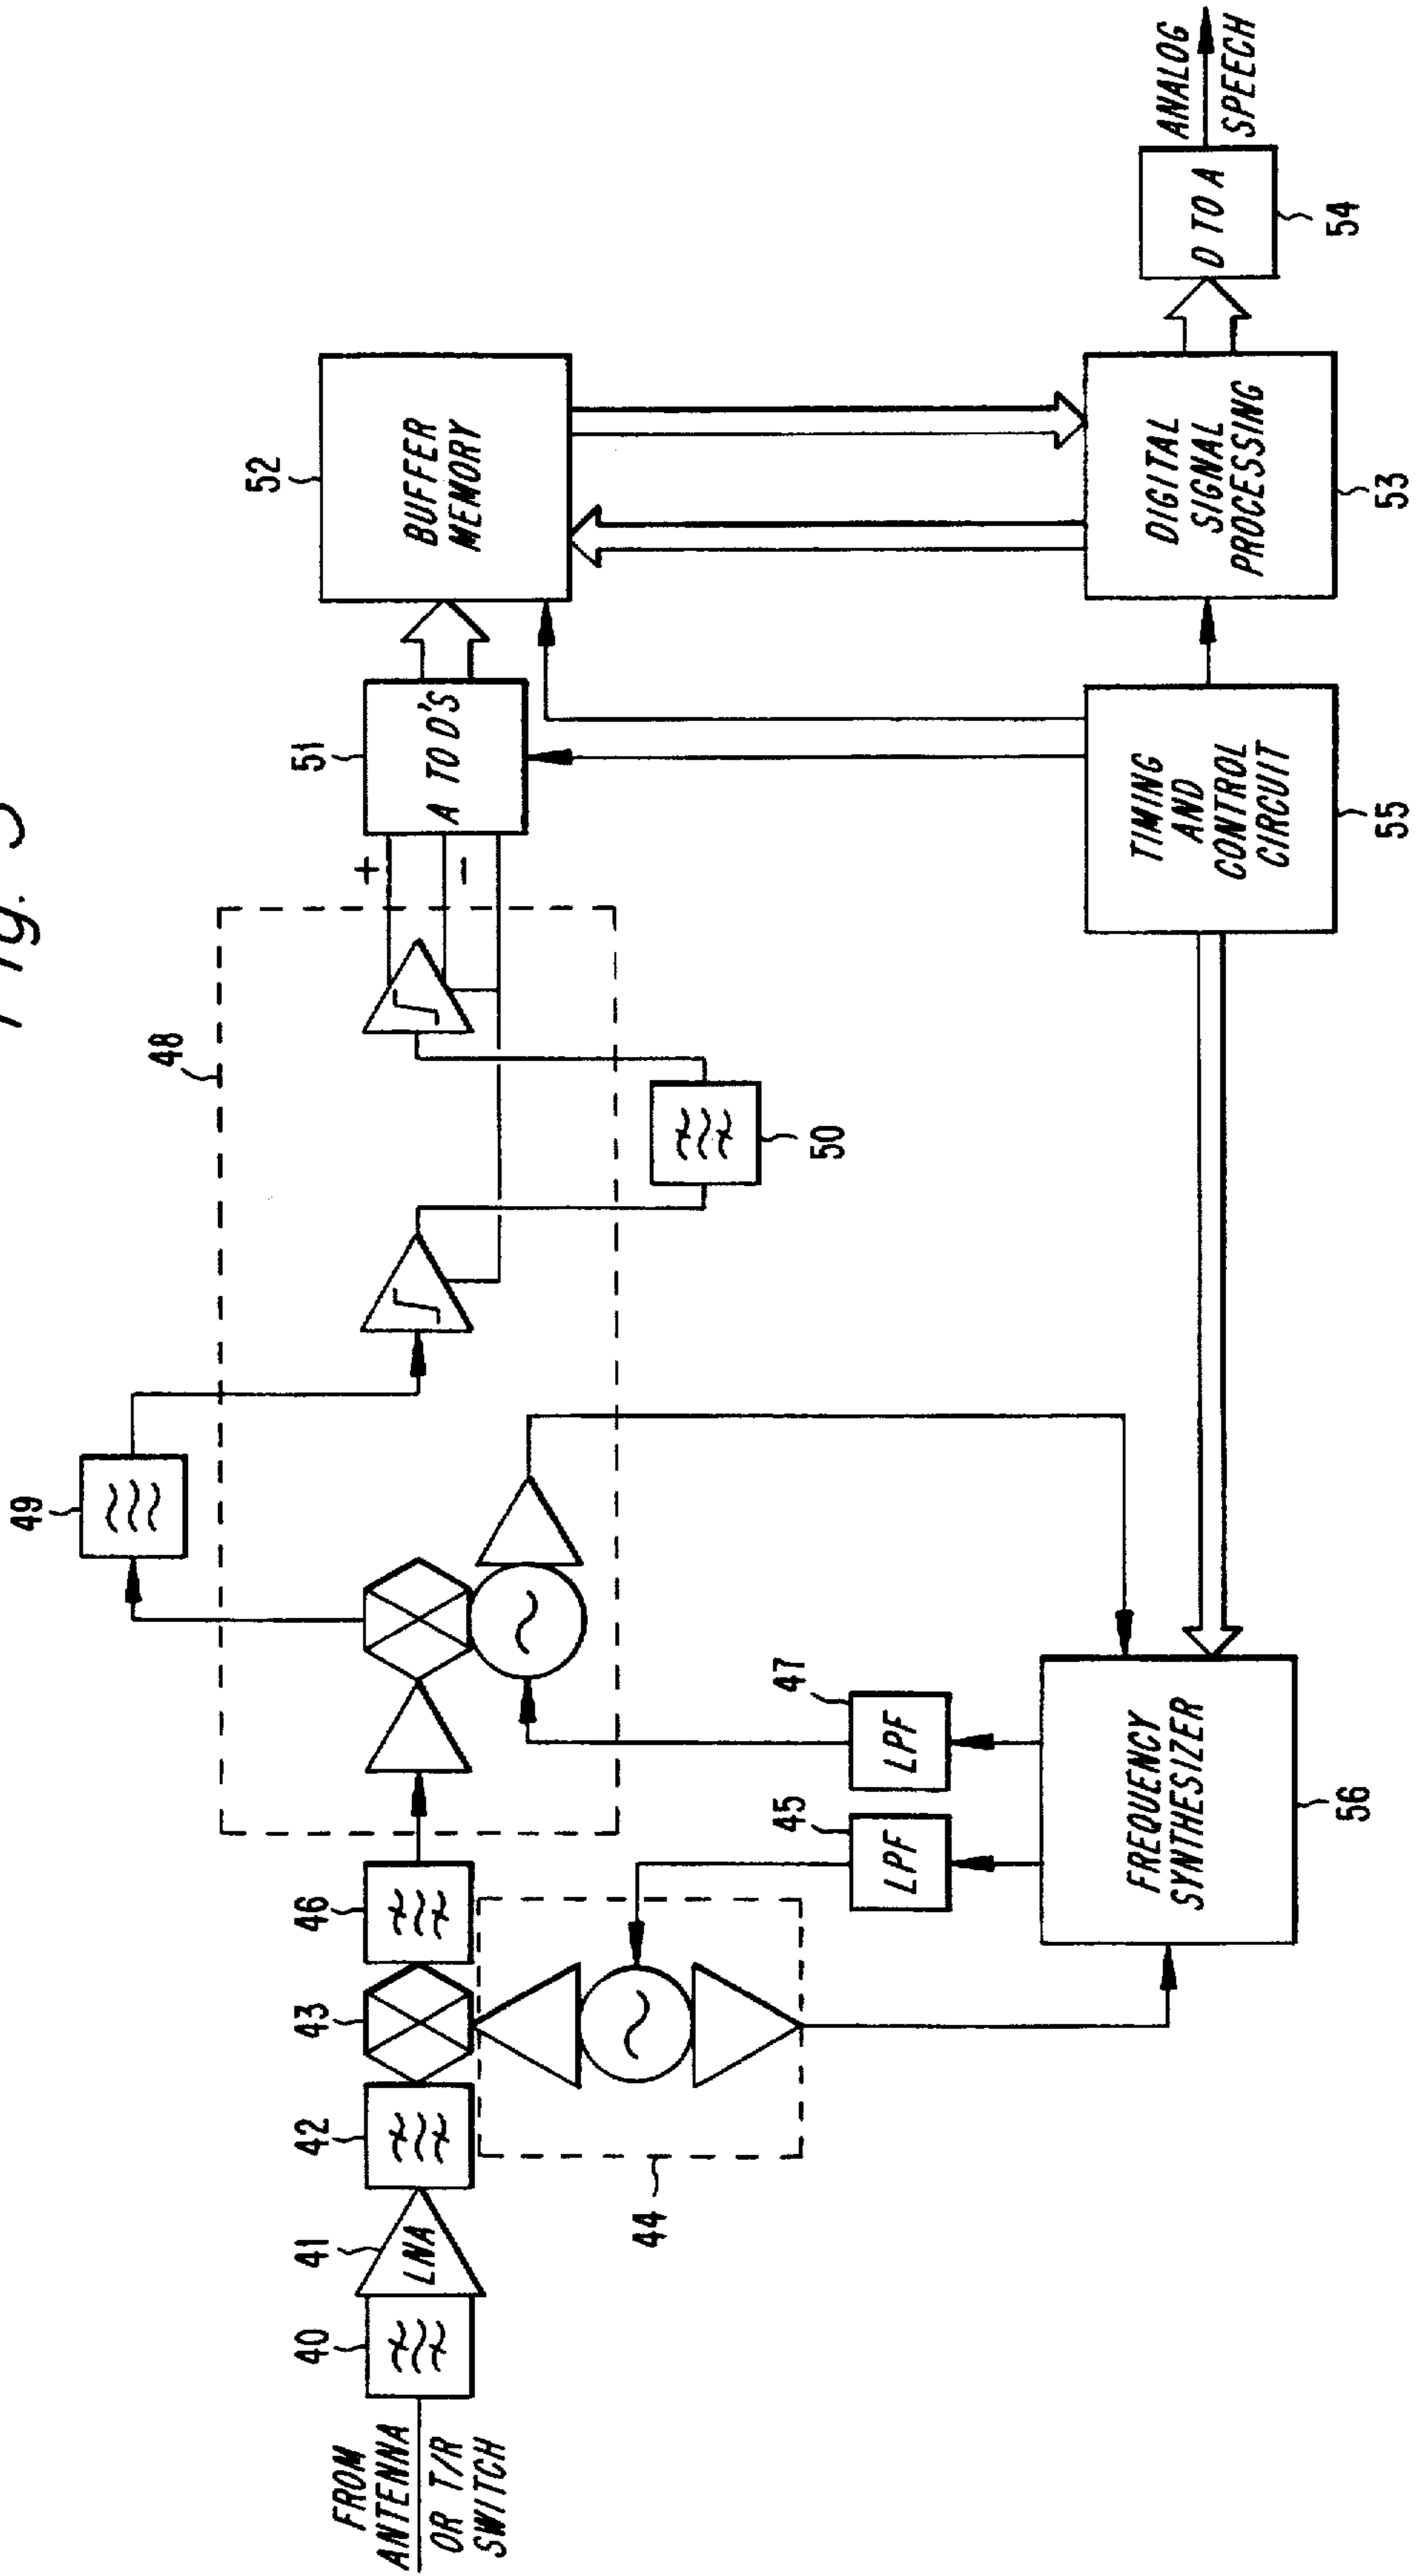 Fig. 5
FROM
ANTENNA
OR T/R
SWITCH
40
41
LNA
42
43
44
46
45
LPF
47
LPF
48
49
50
+
-
51
A TO D'S
52
BUFFER
MEMORY
FREQUENCY
SYNTHESIZER
56
TIMING
AND
CONTROL
CIRCUIT
55
DIGITAL
SIGNAL
PROCESSING
53
D TO A
54
ANALOG
SPEECH